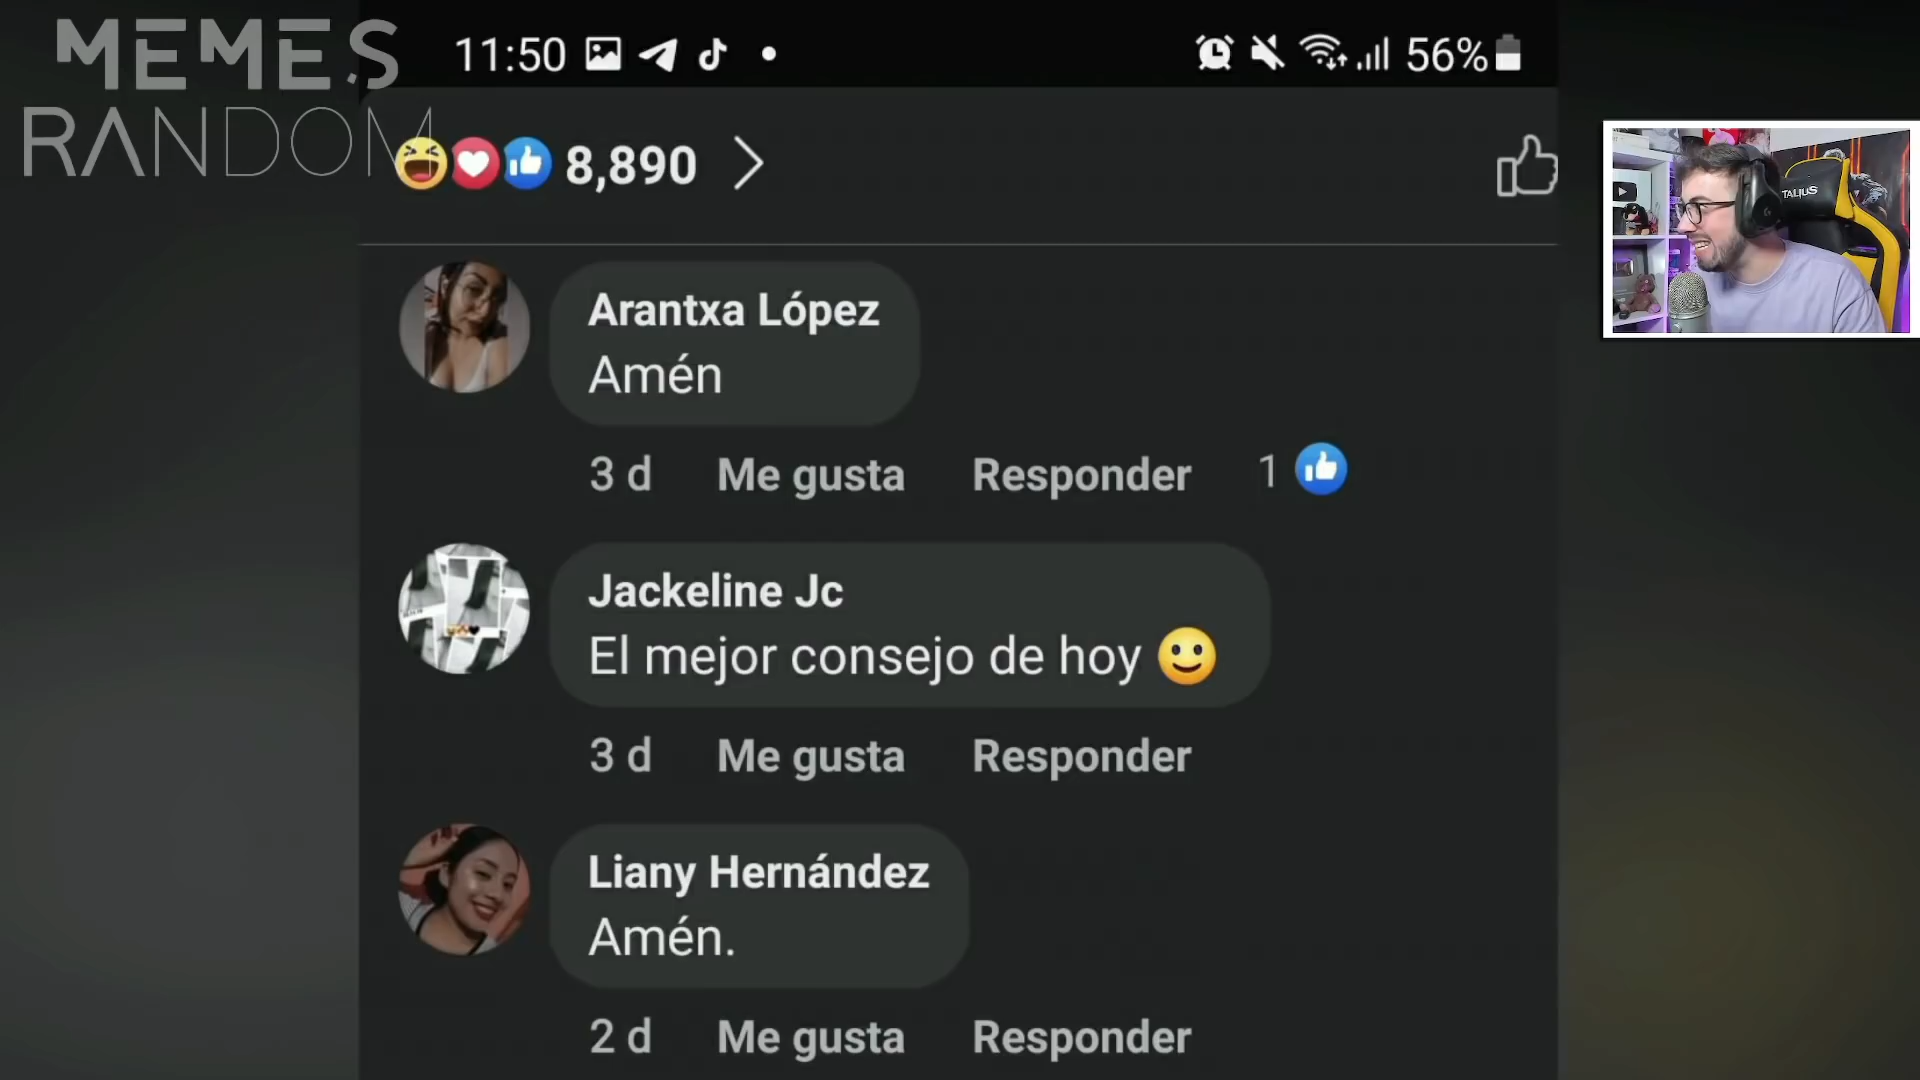 MEMES
RANDOM
11:50
56%
8,890
TALIUS
Arantxa López
Amén
3 d Me gusta Responder 1
Jackeline Jc
El mejor consejo de hoy 🙂
3 d Me gusta Responder
Liany Hernández
Amén.
2 d Me gusta Responder